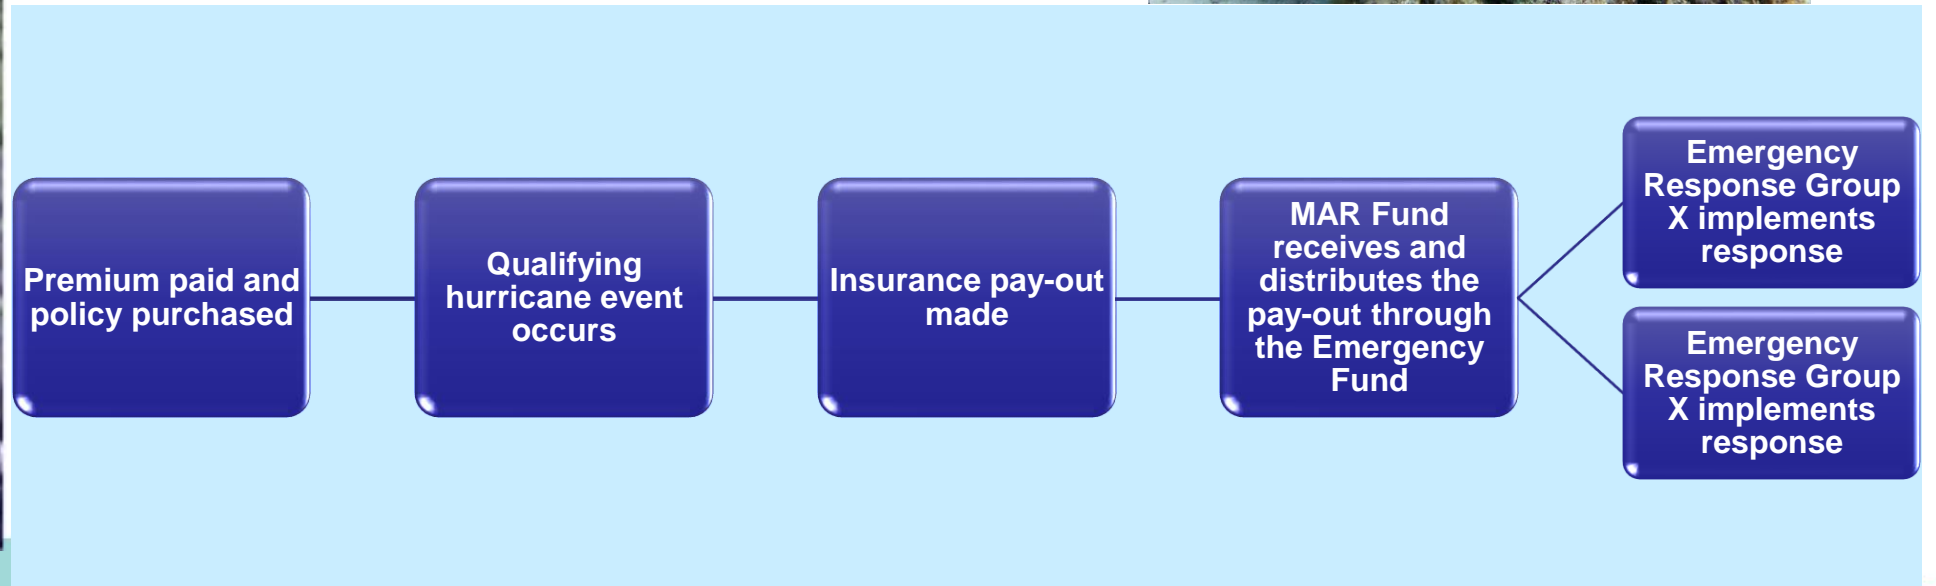 Premium paid and
policy purchased
Qualifying
hurricane event
occurs
Insurance pay-out
made
MAR Fund
receives and
distributes the
pay-out through
the Emergency
Fund
Emergency
Response Group
X implements
response
Emergency
Response Group
X implements
response